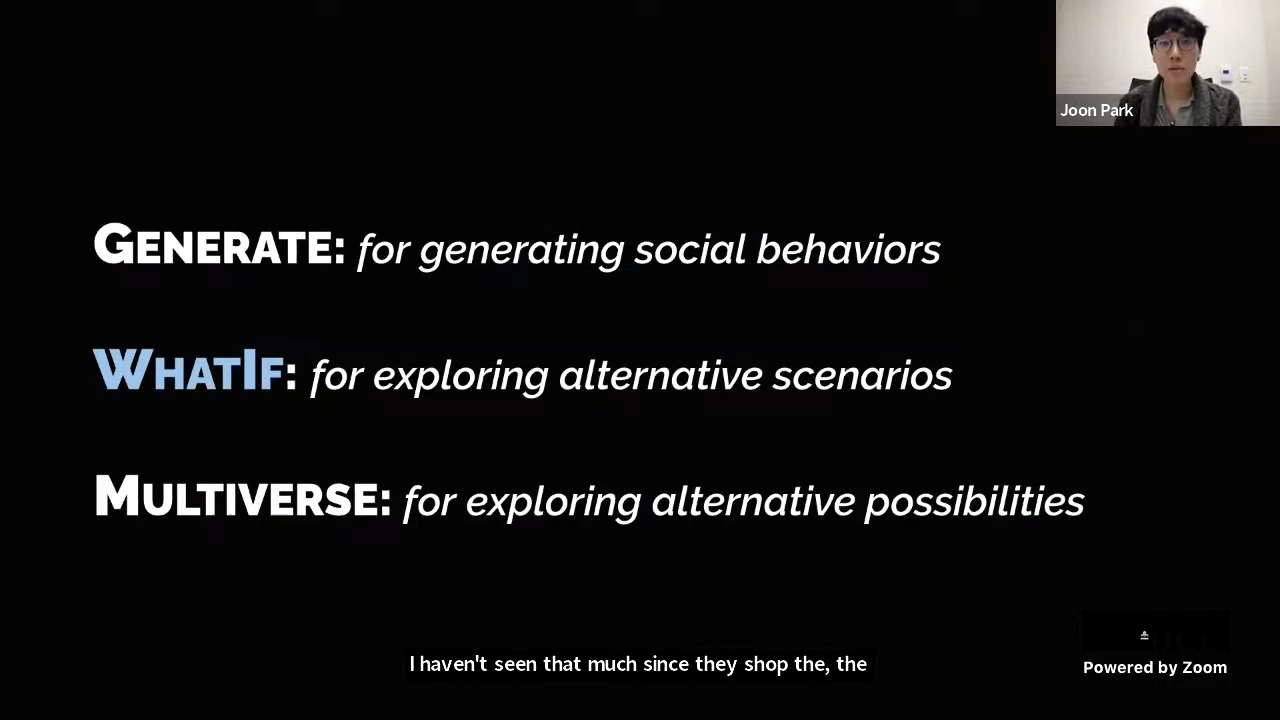 Joon Park
GENERATE: for generating social behaviors
WHATIF: for exploring alternative scenarios
MULTIVERSE: for exploring alternative possibilities
I haven't seen that much since they shop the, the
Powered by Zoom